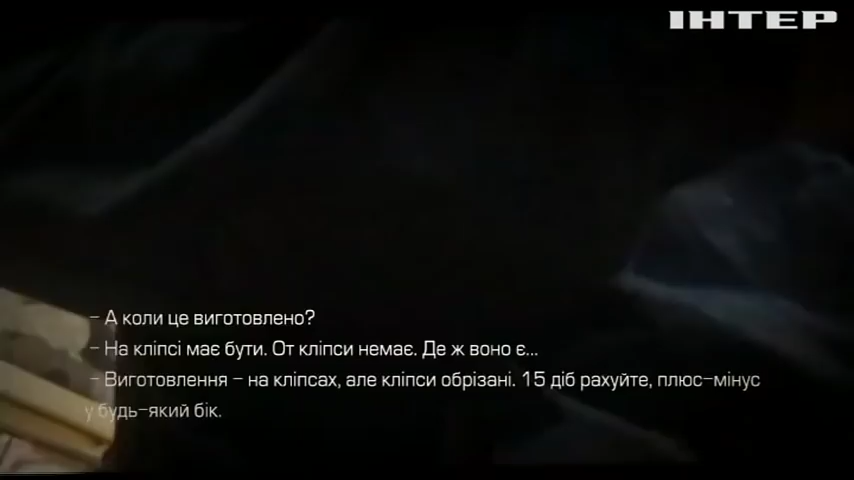 ІНТЕР
– А коли це виготовлено?
– На кліпсі має бути. От кліпси немає. Де ж воно є...
– Виготовлення – на кліпсах, але кліпси обрізані. 15 діб рахуйте, плюс-мінус
у будь-який бік.